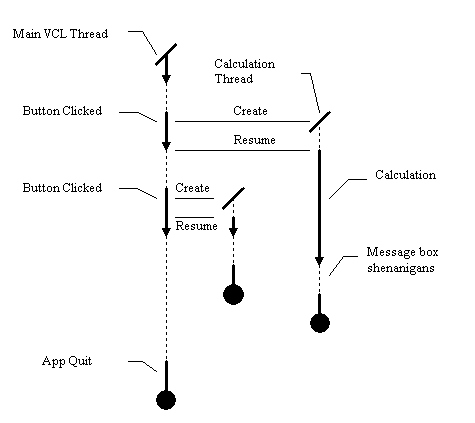 Main VCL Thread
Calculation
Thread
Button Clicked
Create
Resume
Calculation
Button Clicked
Create
Resume
Message box
shenanigans
App Quit